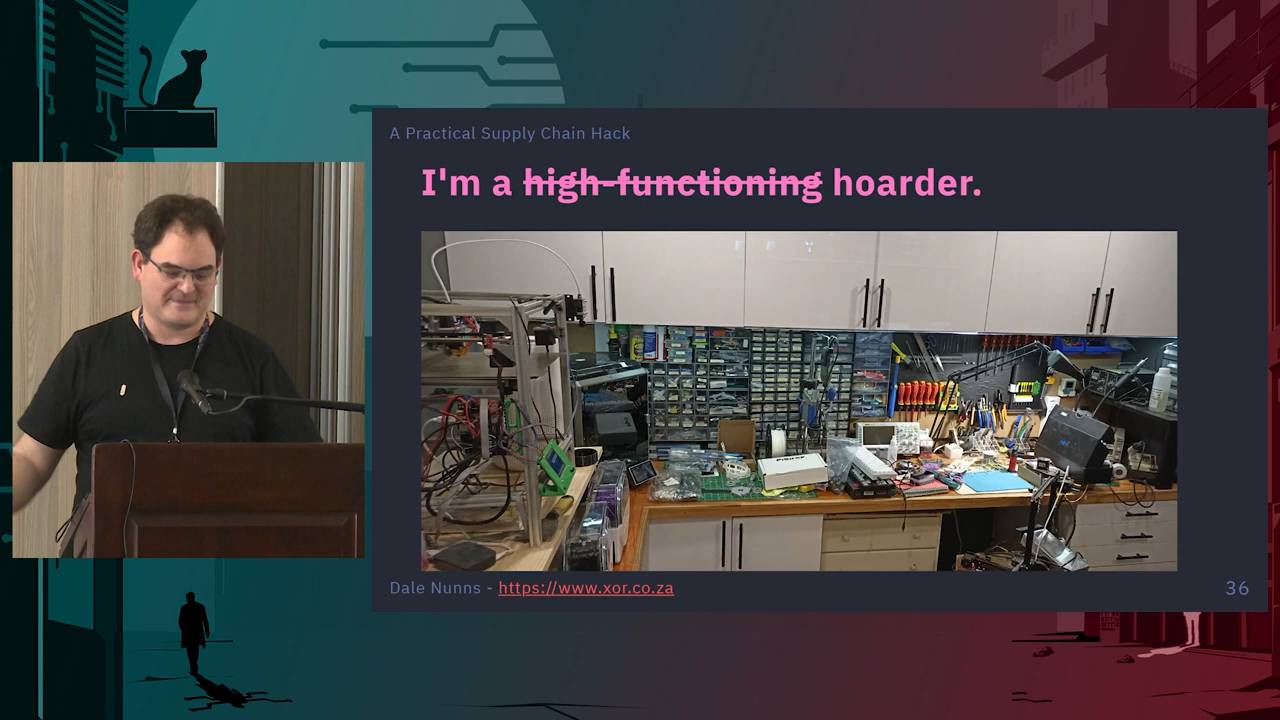 A Practical Supply Chain Hack
I'm a high-functioning hoarder.
Dale Nunns - https://www.xor.co.za
36